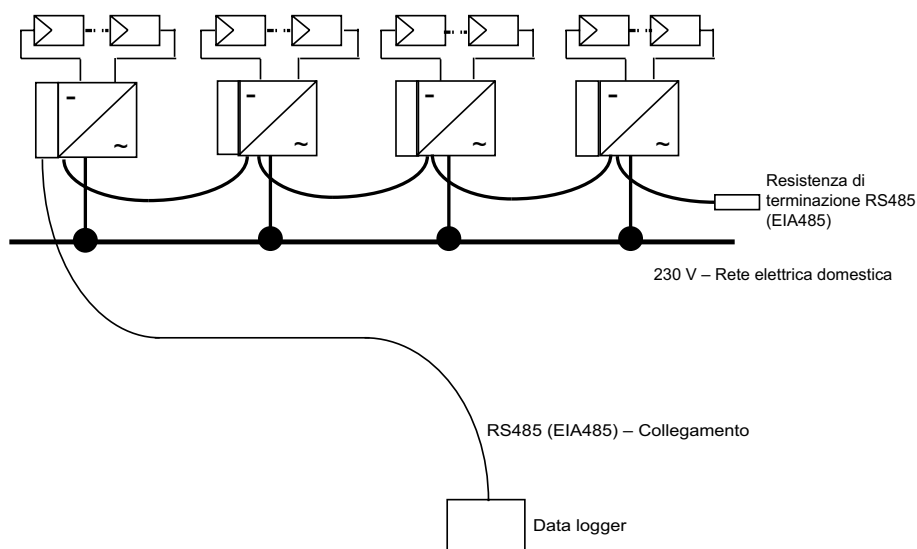 -
~
-
~
-
~
-
~
Resistenza di
terminazione RS485
(EIA485)
230 V – Rete elettrica domestica
RS485 (EIA485) – Collegamento
Data logger